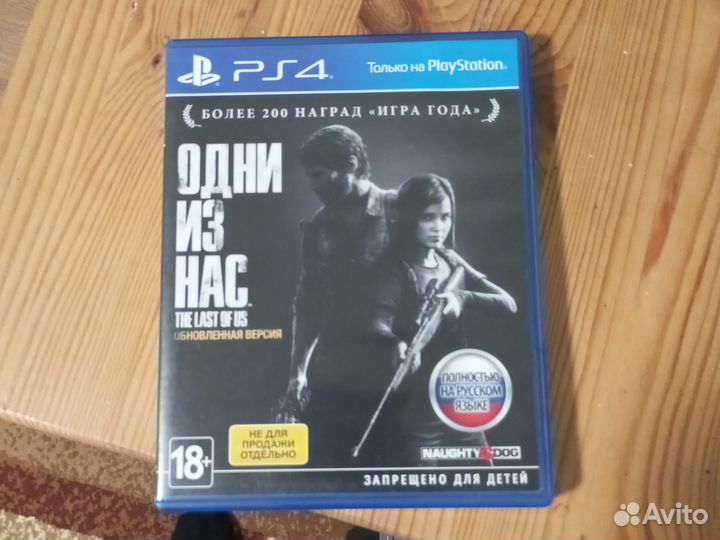 PS4
Только на PlayStation
БОЛЕЕ 200 НАГРАД «ИГРА ГОДА»
ОДНИ
ИЗ
НАС
THE LAST OF US
ОБНОВЛЕННАЯ ВЕРСИЯ
ПОЛНОСТЬЮ
НА РУССКОМ
ЯЗЫКЕ
НЕ ДЛЯ
ПРОДАЖИ
ОТДЕЛЬНО
18+
NAUGHTY DOG
ЗАПРЕЩЕНО ДЛЯ ДЕТЕЙ
Avito